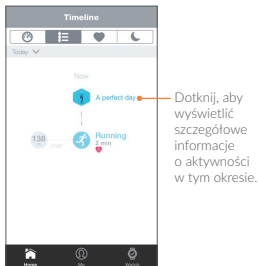 Timeline
Today
Now
A perfect day
Dotknij, aby
wyświetlić
szczegółowe
informacje
o aktywności
w tym okresie.
138
Running
2 min
Home
Me
Watch